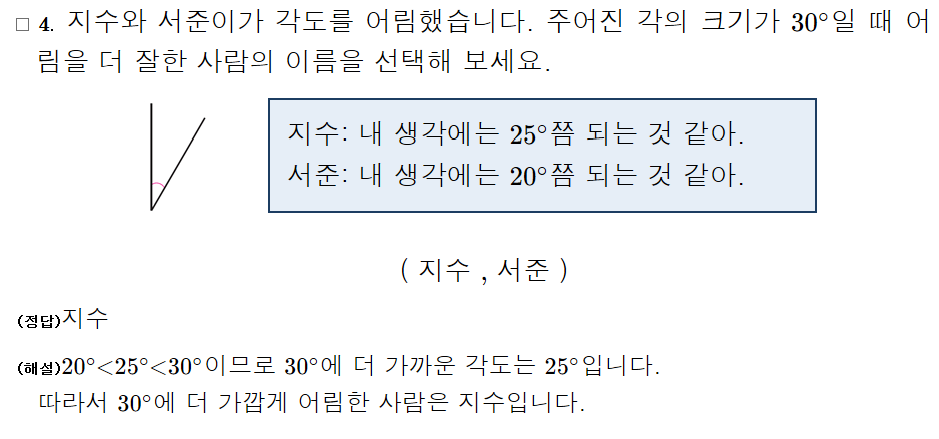 □ 4. 지수와 서준이가 각도를 어림했습니다. 주어진 각의 크기가 30°일 때 어
림을 더 잘한 사람의 이름을 선택해 보세요.
지수: 내 생각에는 25°쯤 되는 것 같아.
서준: 내 생각에는 20°쯤 되는 것 같아.
( 지수 , 서준 )
(정답)지수
(해설)20°<25°<30°이므로 30°에 더 가까운 각도는 25°입니다.
따라서 30°에 더 가깝게 어림한 사람은 지수입니다.